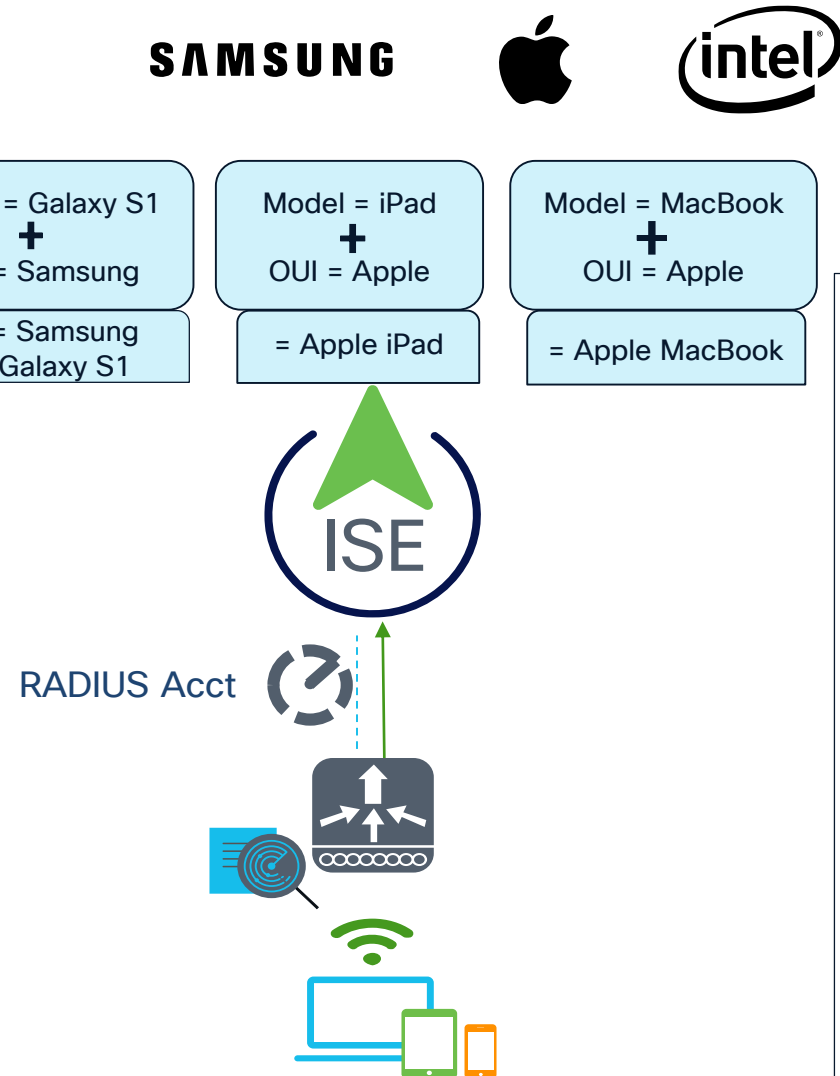 SAMSUNG
intel
= Galaxy S1
+
= Samsung
= Samsung
Galaxy S1
Model = iPad
+
OUI = Apple
= Apple iPad
Model = MacBook
+
OUI = Apple
= Apple MacBook
ISE
RADIUS Acct